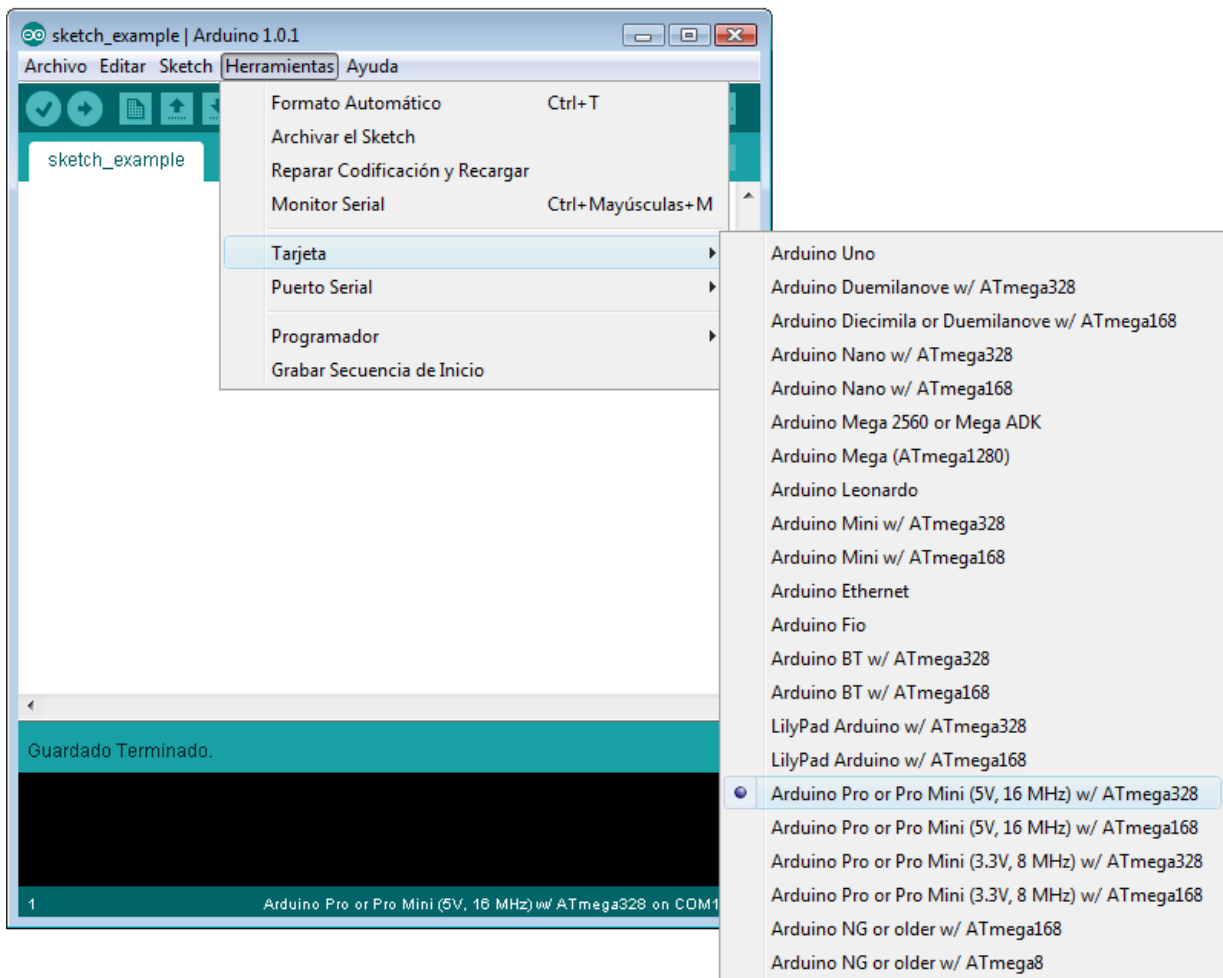 sketch_example | Arduino 1.0.1
Archivo Editar Sketch Herramientas Ayuda
Formato Automático Ctrl+T
Archivar el Sketch
sketch_example
Reparar Codificación y Recargar
Monitor Serial Ctrl+Mayúsculas+M
Tarjeta
Puerto Serial
Programador
Grabar Secuencia de Inicio
Arduino Uno
Arduino Duemilanove w/ ATmega328
Arduino Diecimila or Duemilanove w/ ATmega168
Arduino Nano w/ ATmega328
Arduino Nano w/ ATmega168
Arduino Mega 2560 or Mega ADK
Arduino Mega (ATmega1280)
Arduino Leonardo
Arduino Mini w/ ATmega328
Arduino Mini w/ ATmega168
Arduino Ethernet
Arduino Fio
Arduino BT w/ ATmega328
Arduino BT w/ ATmega168
LilyPad Arduino w/ ATmega328
LilyPad Arduino w/ ATmega168
Arduino Pro or Pro Mini (5V, 16 MHz) w/ ATmega328
Arduino Pro or Pro Mini (5V, 16 MHz) w/ ATmega168
Arduino Pro or Pro Mini (3.3V, 8 MHz) w/ ATmega328
Arduino Pro or Pro Mini (3.3V, 8 MHz) w/ ATmega168
Arduino NG or older w/ ATmega168
Arduino NG or older w/ ATmega8
Guardado Terminado.
1 Arduino Pro or Pro Mini (5V, 16 MHz) w/ ATmega328 on COM1